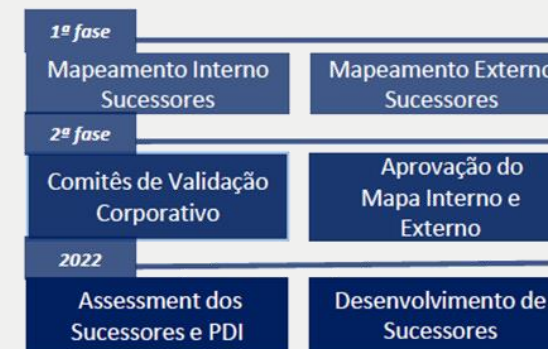 1ª fase
Mapeamento Interno
Sucessores
Mapeamento Externo
Sucessores
2ª fase
Comitês de Validação
Corporativo
Aprovação do
Mapa Interno e
Externo
2022
Assessment dos
Sucessores e PDI
Desenvolvimento de
Sucessores